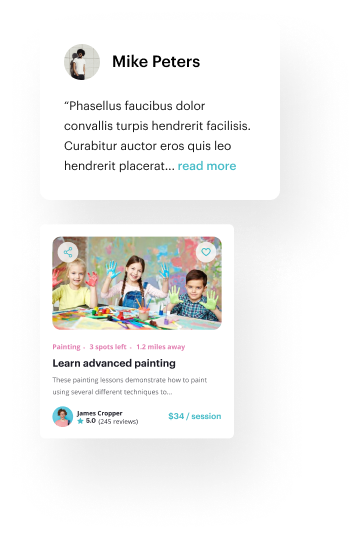 Mike Peters
“Phasellus faucibus dolor
convallis turpis hendrerit facilisis.
Curabitur auctor eros quis leo
hendrerit placerat... read more
Painting - 3 spots left - 1.2 miles away
Learn advanced painting
These painting lessons demonstrate how to paint
using several different techniques to...
James Cropper
5.0 (245 reviews)
$34 / session